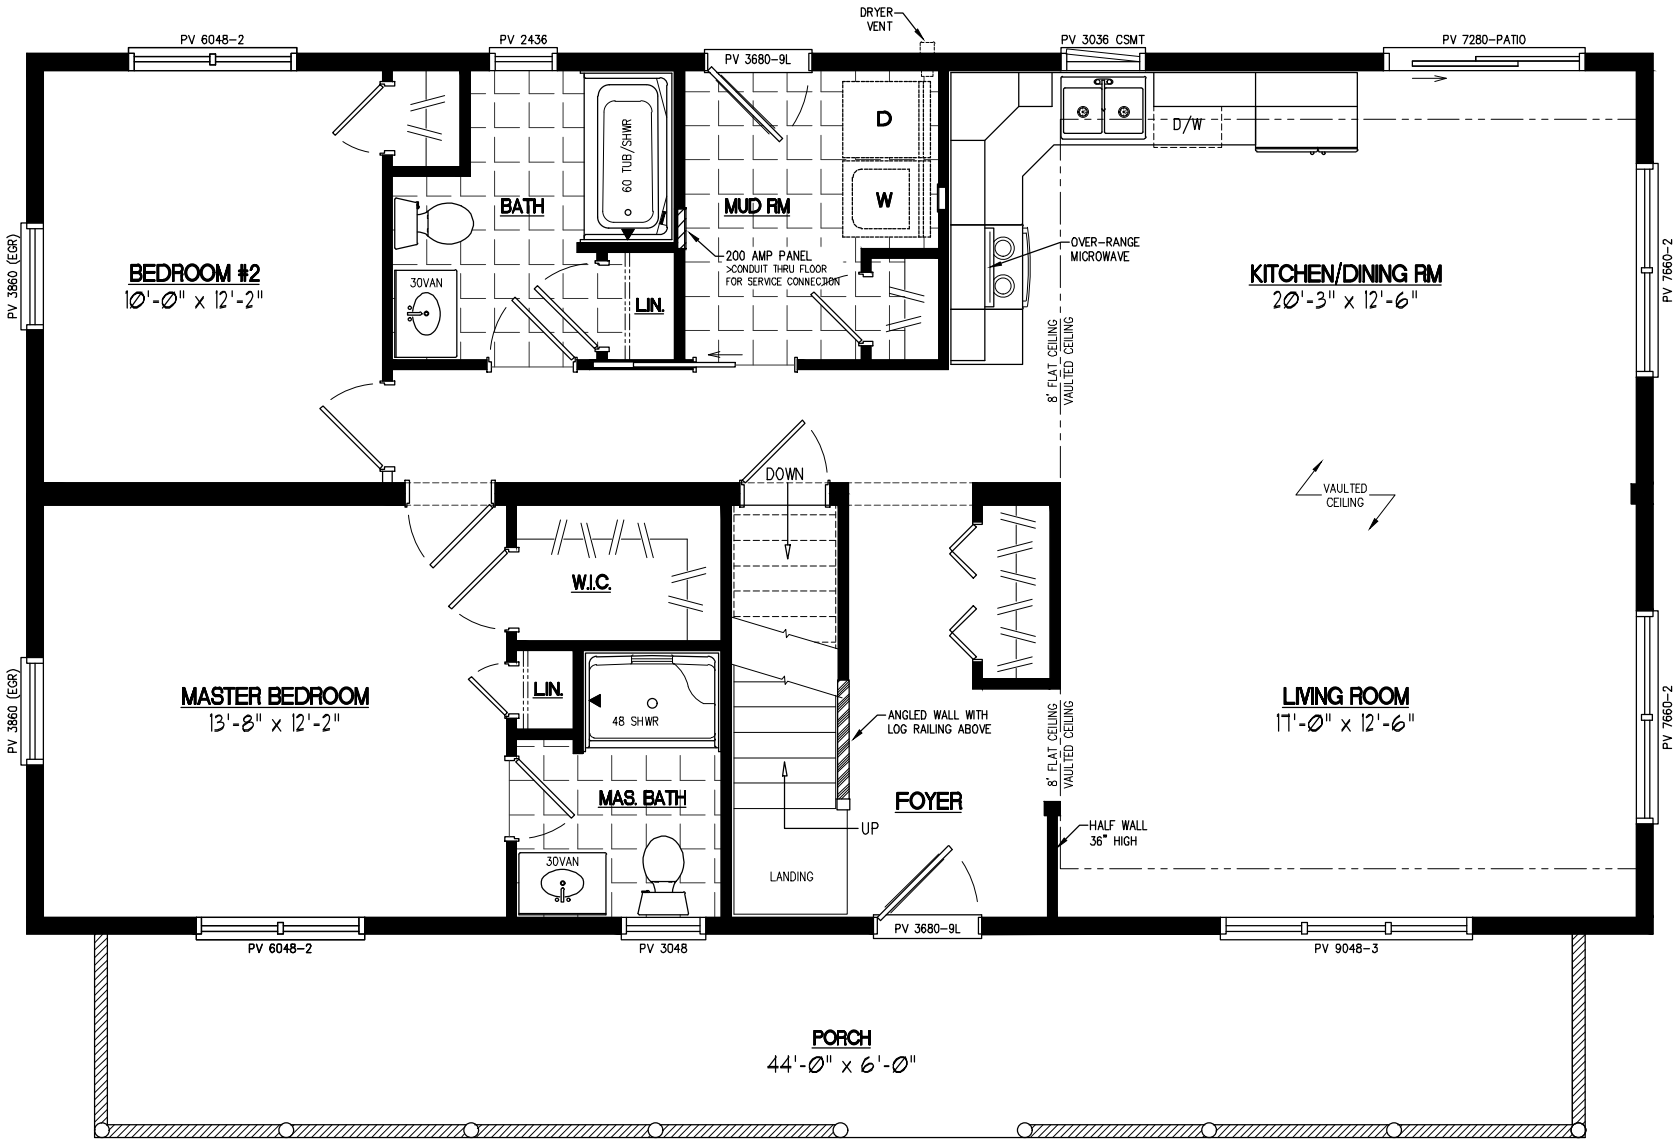 DRYER
VENT
PV 6048-2
PV 2436
PV 3680-9L
PV 3036 CSMT
PV 7280-PATIO
D
D/W
60 TUB/SHWR
W
BATH
MUD RM
PV 3860 (EGR)
BEDROOM #2
10'-0" x 12'-2"
30VAN
LIN.
200 AMP PANEL
>CONDUIT THRU FLOOR
FOR SERVICE CONNECTION
OVER-RANGE
MICROWAVE
KITCHEN/DINING RM
20'-3" x 12'-6"
PV 7660-2
8' FLAT CEILING
VAULTED CEILING
DOWN
VAULTED
CEILING
W.I.C.
PV 3860 (EGR)
MASTER BEDROOM
13'-8" x 12'-2"
LIN.
48 SHWR
ANGLED WALL WITH
LOG RAILING ABOVE
8' FLAT CEILING
VAULTED CEILING
LIVING ROOM
17'-0" x 12'-6"
PV 7660-2
MAS. BATH
FOYER
UP
HALF WALL
36" HIGH
30VAN
LANDING
PV 6048-2
PV 3048
PV 3680-9L
PV 9048-3
PORCH
44'-0" x 6'-0"